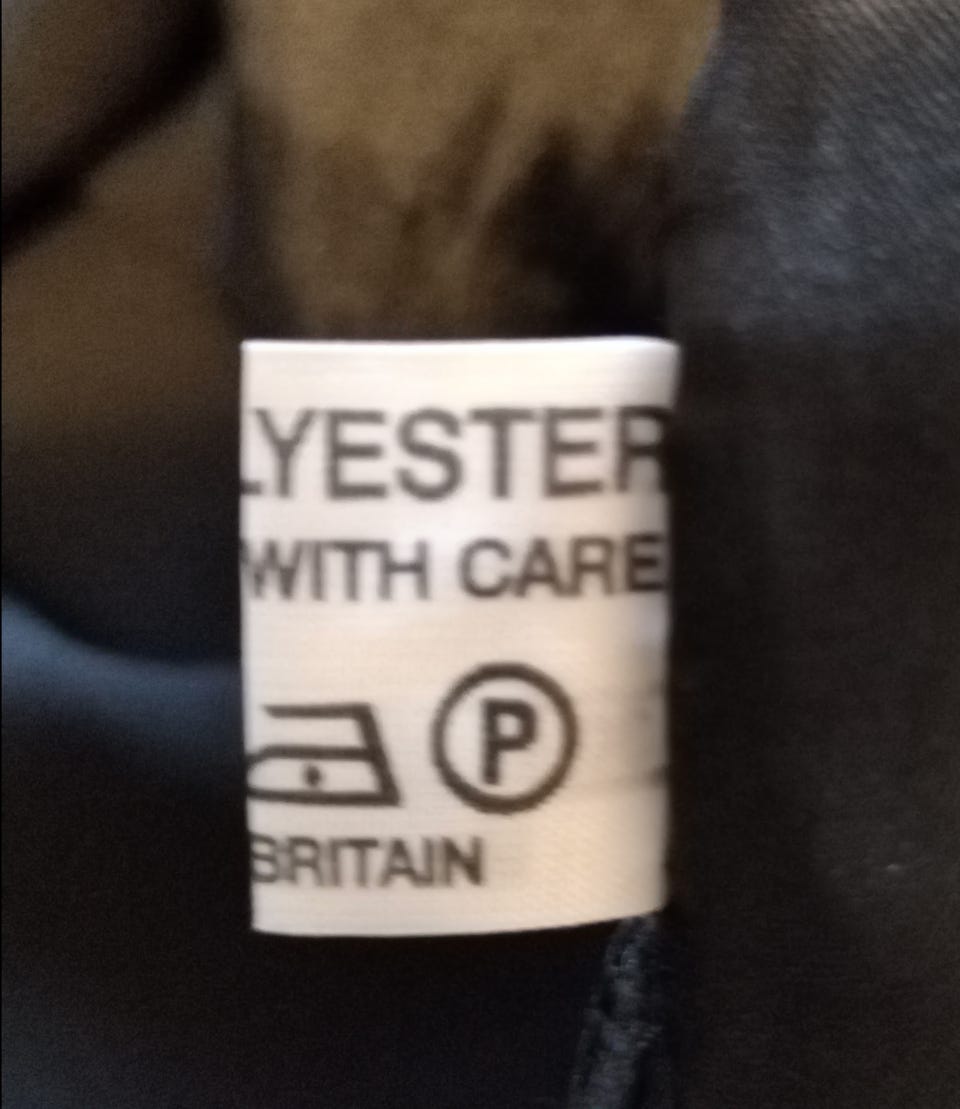 LYESTER
WITH CARE
P
BRITAIN